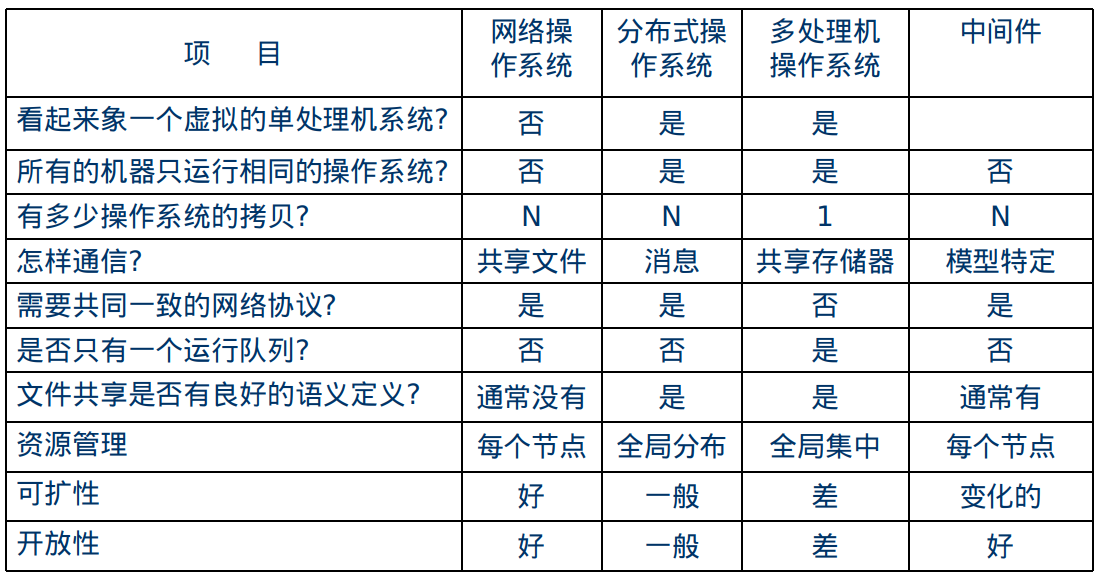 项 目 网络操作系统 分布式操作系统 多处理机操作系统 中间件
看起来象一个虚拟的单处理机系统? 否 是 是
所有的机器只运行相同的操作系统? 否 是 是 否
有多少操作系统的拷贝? N N 1 N
怎样通信? 共享文件 消息 共享存储器 模型特定
需要共同一致的网络协议? 是 是 否 是
是否只有一个运行队列? 否 否 是 否
文件共享是否有良好的语义定义? 通常没有 是 是 通常有
资源管理 每个节点 全局分布 全局集中 每个节点
可扩性 好 一般 差 变化的
开放性 好 一般 差 好